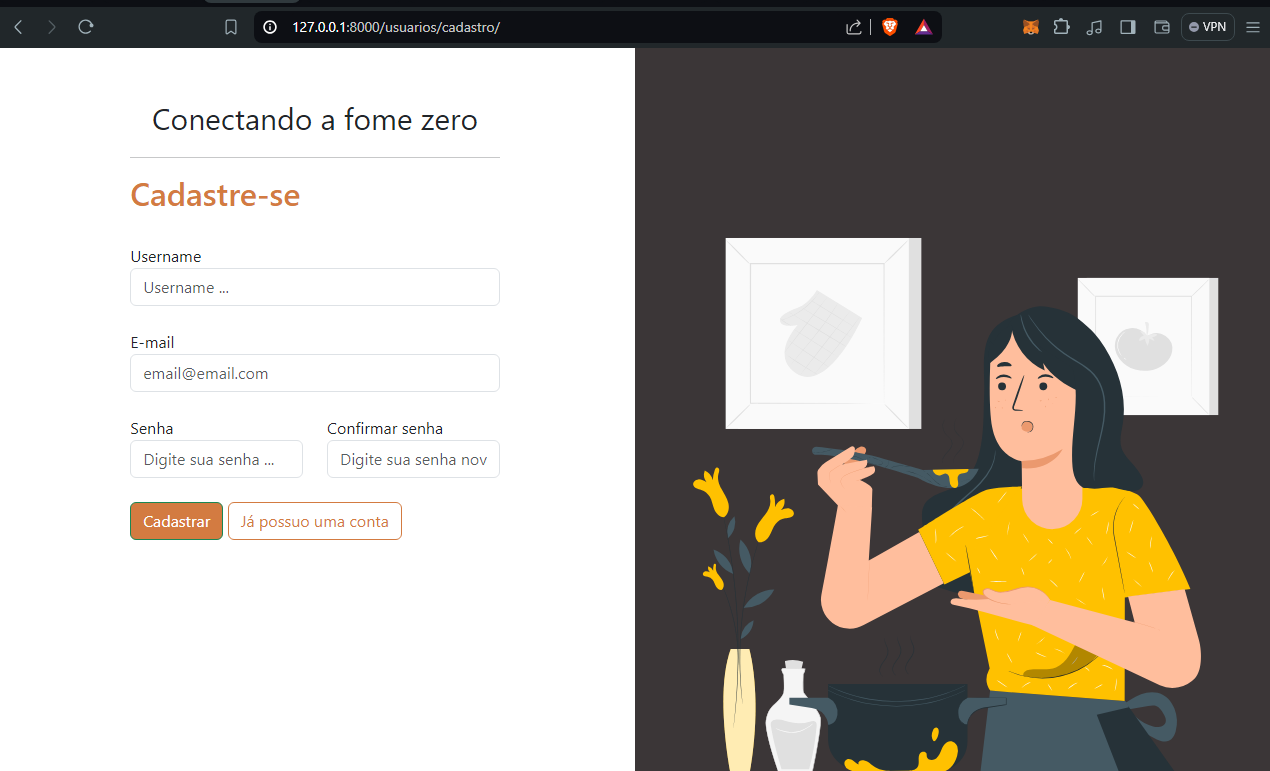 127.0.0.1:8000/usuarios/cadastro/
VPN
Conectando a fome zero
Cadastre-se
Username
Username ...
E-mail
email@email.com
Senha
Confirmar senha
Digite sua senha ...
Digite sua senha nov
Cadastrar
Já possuo uma conta